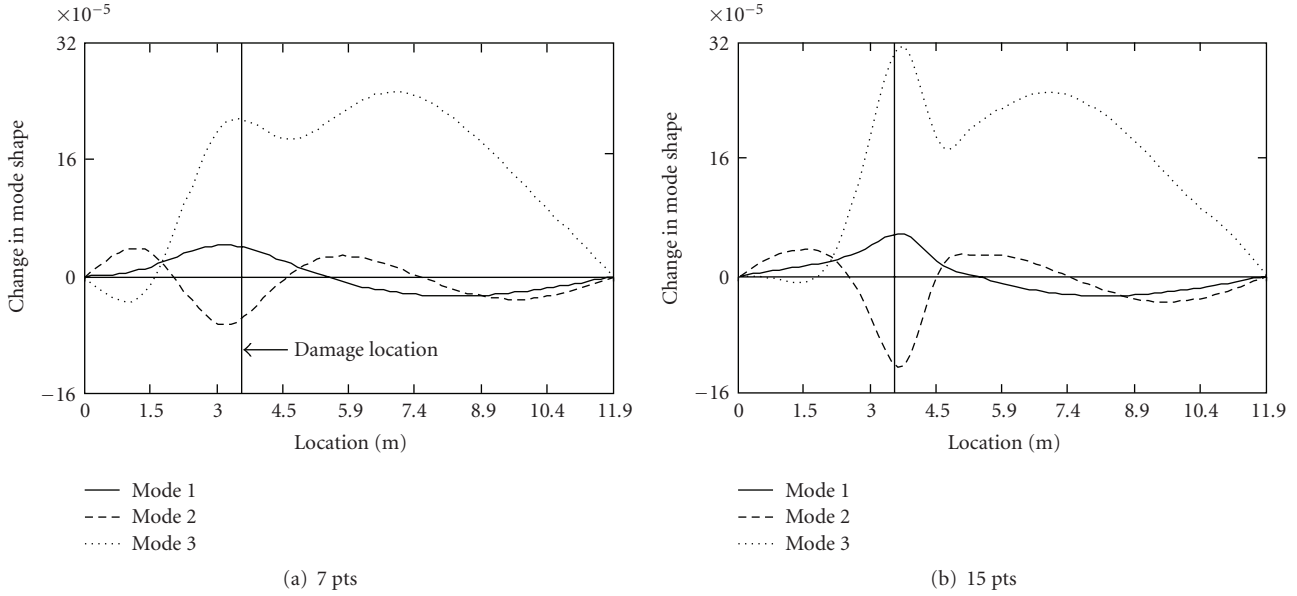 ×10−5
32
16
0
−16
Change in mode shape
Damage location
0 1.5 3 4.5 5.9 7.4 8.9 10.4 11.9
Location (m)
Mode 1
Mode 2
Mode 3
(a) 7 pts
×10−5
32
16
0
−16
Change in mode shape
0 1.5 3 4.5 5.9 7.4 8.9 10.4 11.9
Location (m)
Mode 1
Mode 2
Mode 3
(b) 15 pts